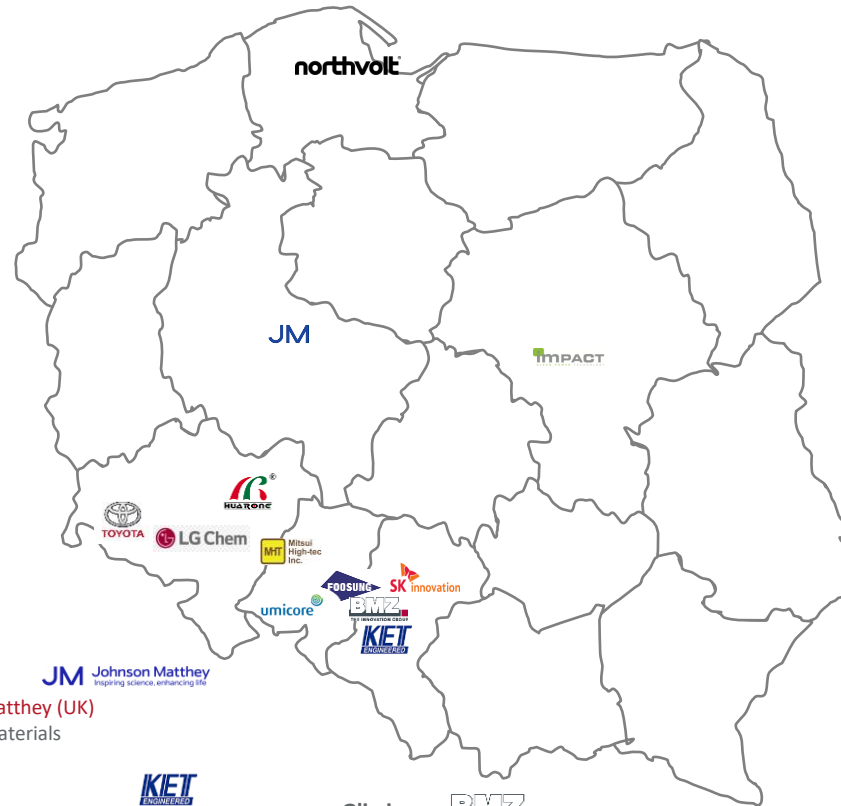 northvolt
JM
IMPACT
HUARONG
®
TOYOTA
LG Chem
MHT
Mitsui
High-tec
Inc.
FOOSUNG
SK innovation
umicore
BMZ
THE INNOVATION GROUP
KET
ENGINEERED
JM Johnson Matthey
Inspiring science, enhancing life
atthey (UK)
aterials
KET
ENGINEERED
BMZ